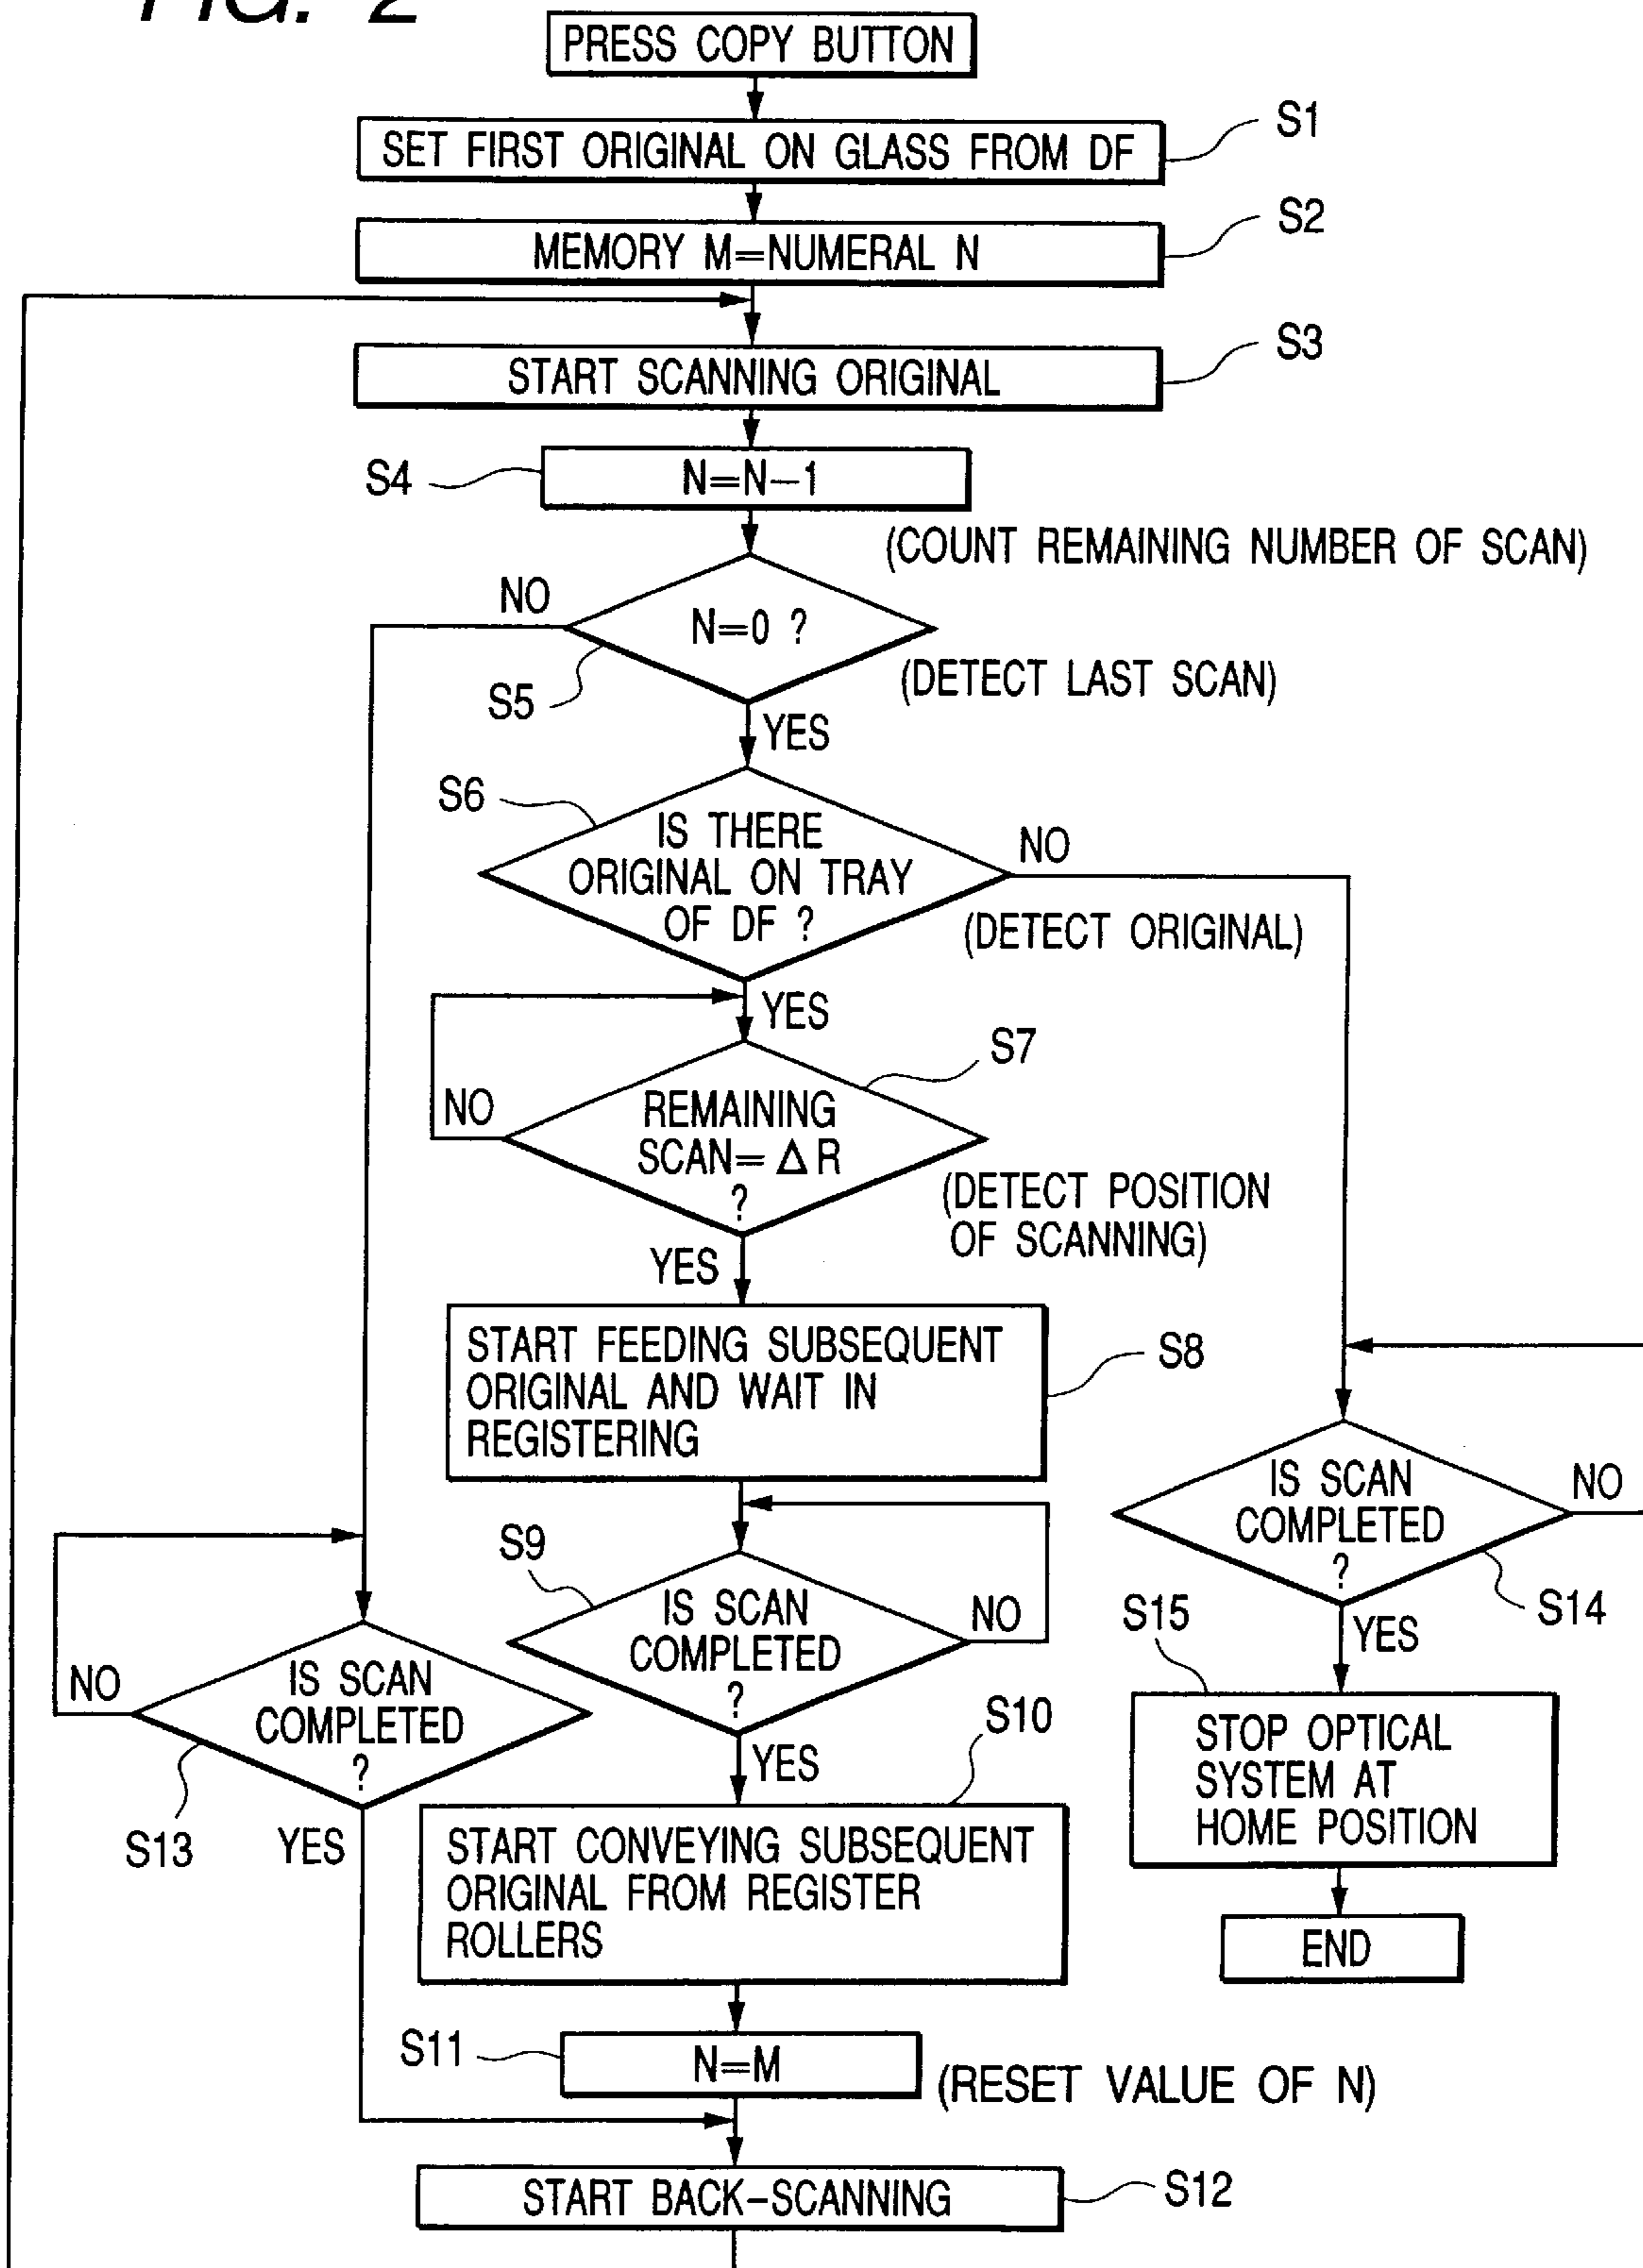 FIG. 2
PRESS COPY BUTTON
S1
SET FIRST ORIGINAL ON GLASS FROM DF
S2
MEMORY M=NUMERAL N
S3
START SCANNING ORIGINAL
S4
N=N-1
(COUNT REMAINING NUMBER OF SCAN)
NO
N=0 ?
S5
(DETECT LAST SCAN)
YES
S6
IS THERE
ORIGINAL ON TRAY
OF DF ?
NO
(DETECT ORIGINAL)
YES
S7
NO
REMAINING
SCAN= Δ R
?
(DETECT POSITION
OF SCANNING)
YES
START FEEDING SUBSEQUENT
ORIGINAL AND WAIT IN
REGISTERING
S8
IS SCAN
COMPLETED
?
NO
S14
S9
IS SCAN
COMPLETED
?
NO
S15
YES
NO
IS SCAN
COMPLETED
?
S13
YES
YES
S10
STOP OPTICAL
SYSTEM AT
HOME POSITION
START CONVEYING SUBSEQUENT
ORIGINAL FROM REGISTER
ROLLERS
END
S11
N=M
(RESET VALUE OF N)
START BACK-SCANNING
S12